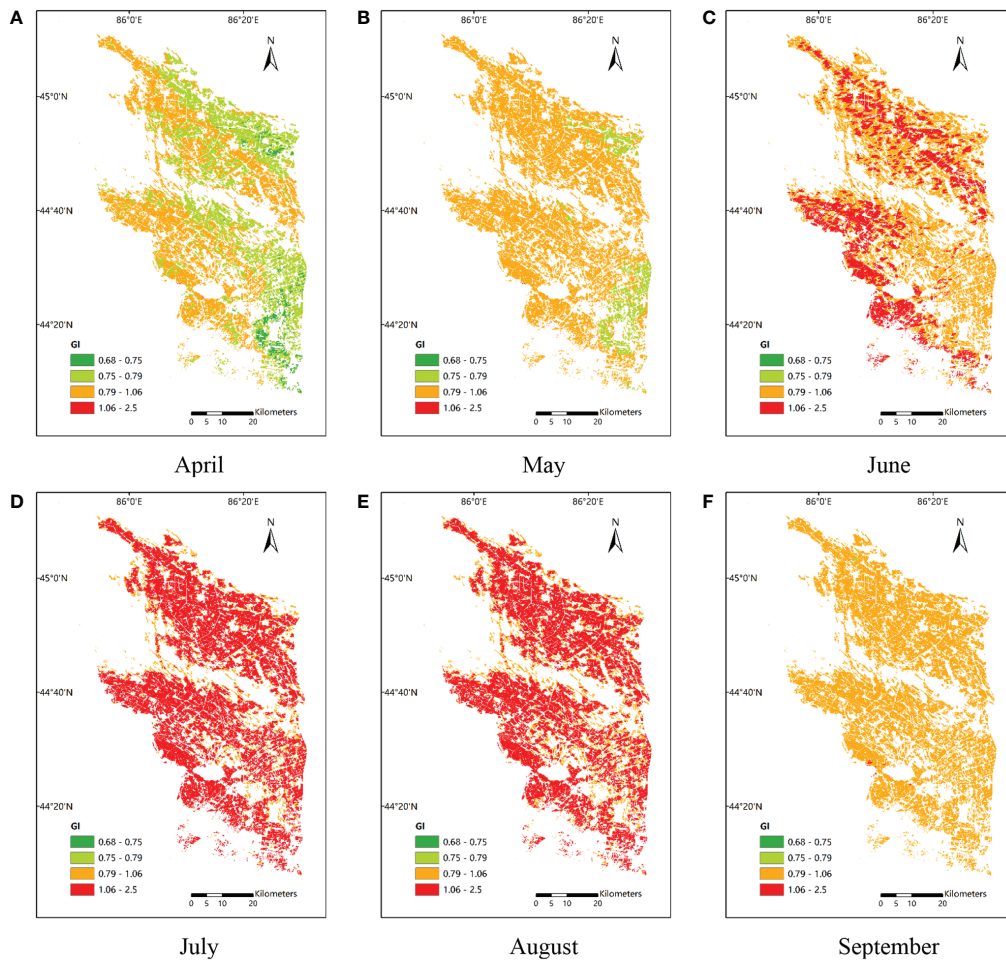 A
86°0'E 86°20'E
N
45°0'N
44°40'N
44°20'N
GI
0.68 - 0.75
0.75 - 0.79
0.79 - 1.06
1.06 - 2.5
Kilometers
0 5 10 20
April
B
86°0'E 86°20'E
N
45°0'N
44°40'N
44°20'N
GI
0.68 - 0.75
0.75 - 0.79
0.79 - 1.06
1.06 - 2.5
Kilometers
0 5 10 20
May
C
86°0'E 86°20'E
N
45°0'N
44°40'N
44°20'N
GI
0.68 - 0.75
0.75 - 0.79
0.79 - 1.06
1.06 - 2.5
Kilometers
0 5 10 20
June
D
86°0'E 86°20'E
N
45°0'N
44°40'N
44°20'N
GI
0.68 - 0.75
0.75 - 0.79
0.79 - 1.06
1.06 - 2.5
Kilometers
0 5 10 20
July
E
86°0'E 86°20'E
N
45°0'N
44°40'N
44°20'N
GI
0.68 - 0.75
0.75 - 0.79
0.79 - 1.06
1.06 - 2.5
Kilometers
0 5 10 20
August
F
86°0'E 86°20'E
N
45°0'N
44°40'N
44°20'N
GI
0.68 - 0.75
0.75 - 0.79
0.79 - 1.06
1.06 - 2.5
Kilometers
0 5 10 20
September